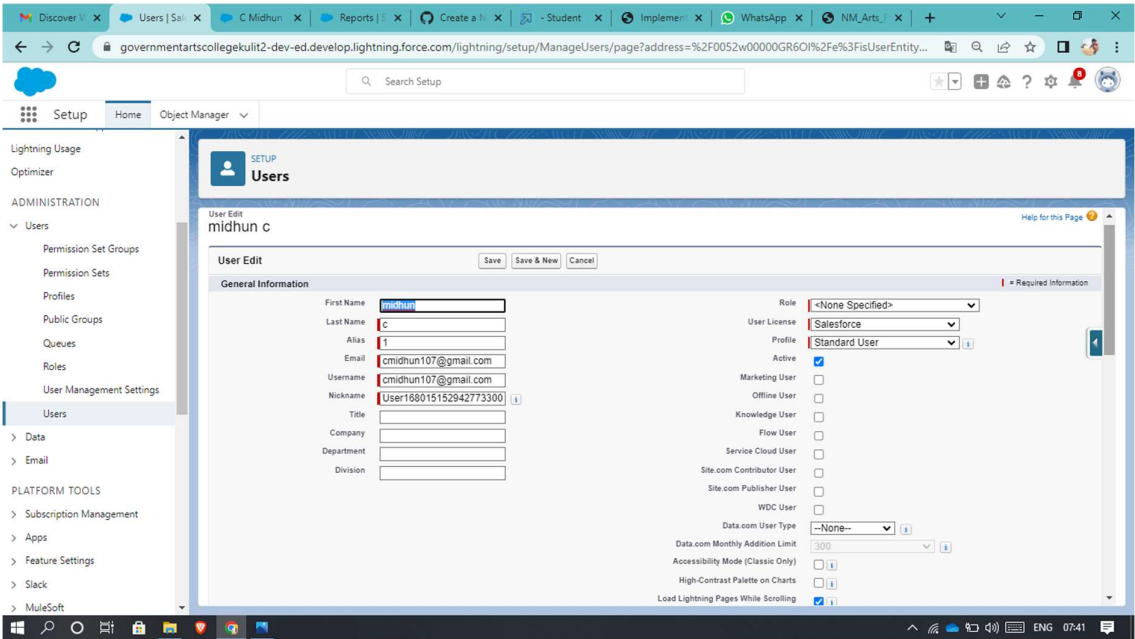 Discover W
Users | Sale
C Midhun
Reports | S
Create a N
- Student
Implement
WhatsApp
NM_Arts_F
governmentartscollegekulit2-dev-ed.develop.lightning.force.com/lightning/setup/ManageUsers/page?address=%2F0052w00000GR6OI%2Fe%3FisUserEntity...
Search Setup
8
Setup
Home
Object Manager
Lightning Usage
Optimizer
ADMINISTRATION
Users
Permission Set Groups
Permission Sets
Profiles
Public Groups
Queues
Roles
User Management Settings
Users
Data
Email
PLATFORM TOOLS
Subscription Management
Apps
Feature Settings
Slack
MuleSoft
SETUP
Users
User Edit
midhun c
Help for this Page
User Edit
Save
Save & New
Cancel
General Information
= Required Information
First Name midhun
Last Name c
Alias 1
Email cmidhun107@gmail.com
Username cmidhun107@gmail.com
Nickname User168015152942773300
Title
Company
Department
Division
Role <None Specified>
User License Salesforce
Profile Standard User
Active
Marketing User
Offline User
Knowledge User
Flow User
Service Cloud User
Site.com Contributor User
Site.com Publisher User
WDC User
Data.com User Type --None--
Data.com Monthly Addition Limit 300
Accessibility Mode (Classic Only)
High-Contrast Palette on Charts
Load Lightning Pages While Scrolling
ENG 07:41